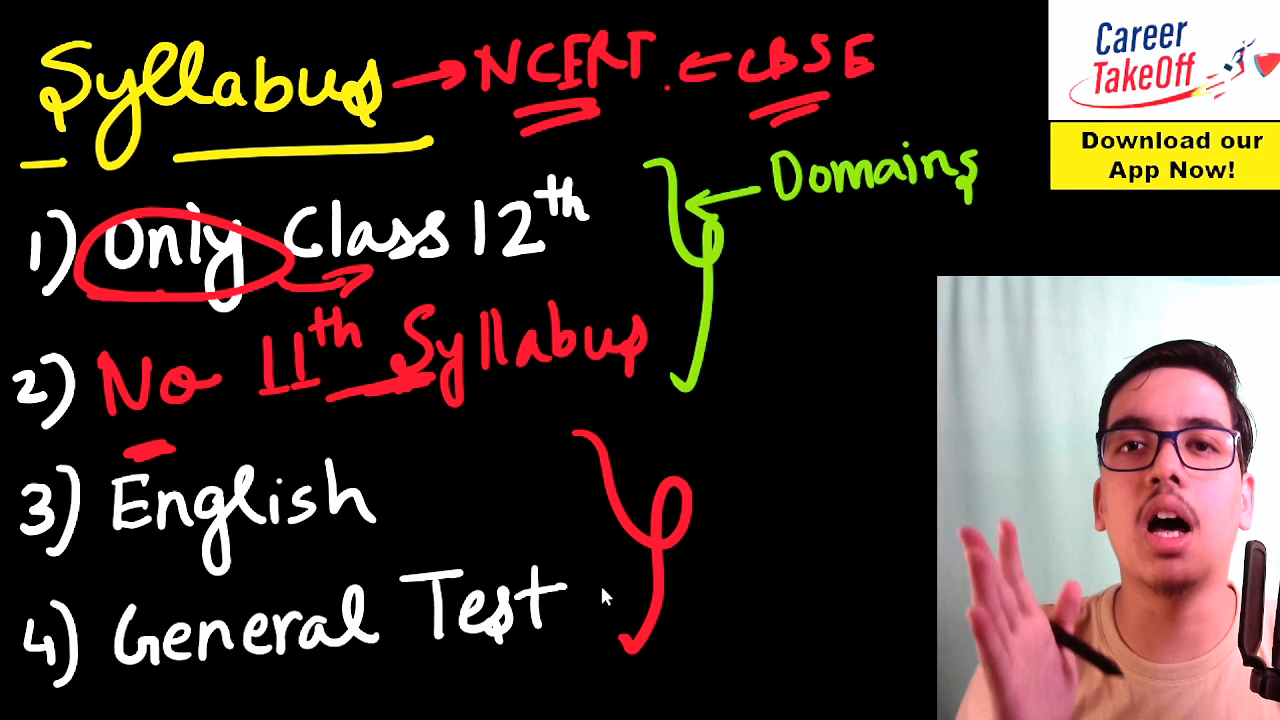 Syllabus → NCERT. ← CBSE
Career
TakeOff
Download our
App Now!
← Domains
1) Only Class 12th
2) No 11th Syllabus
3) English
4) General Test